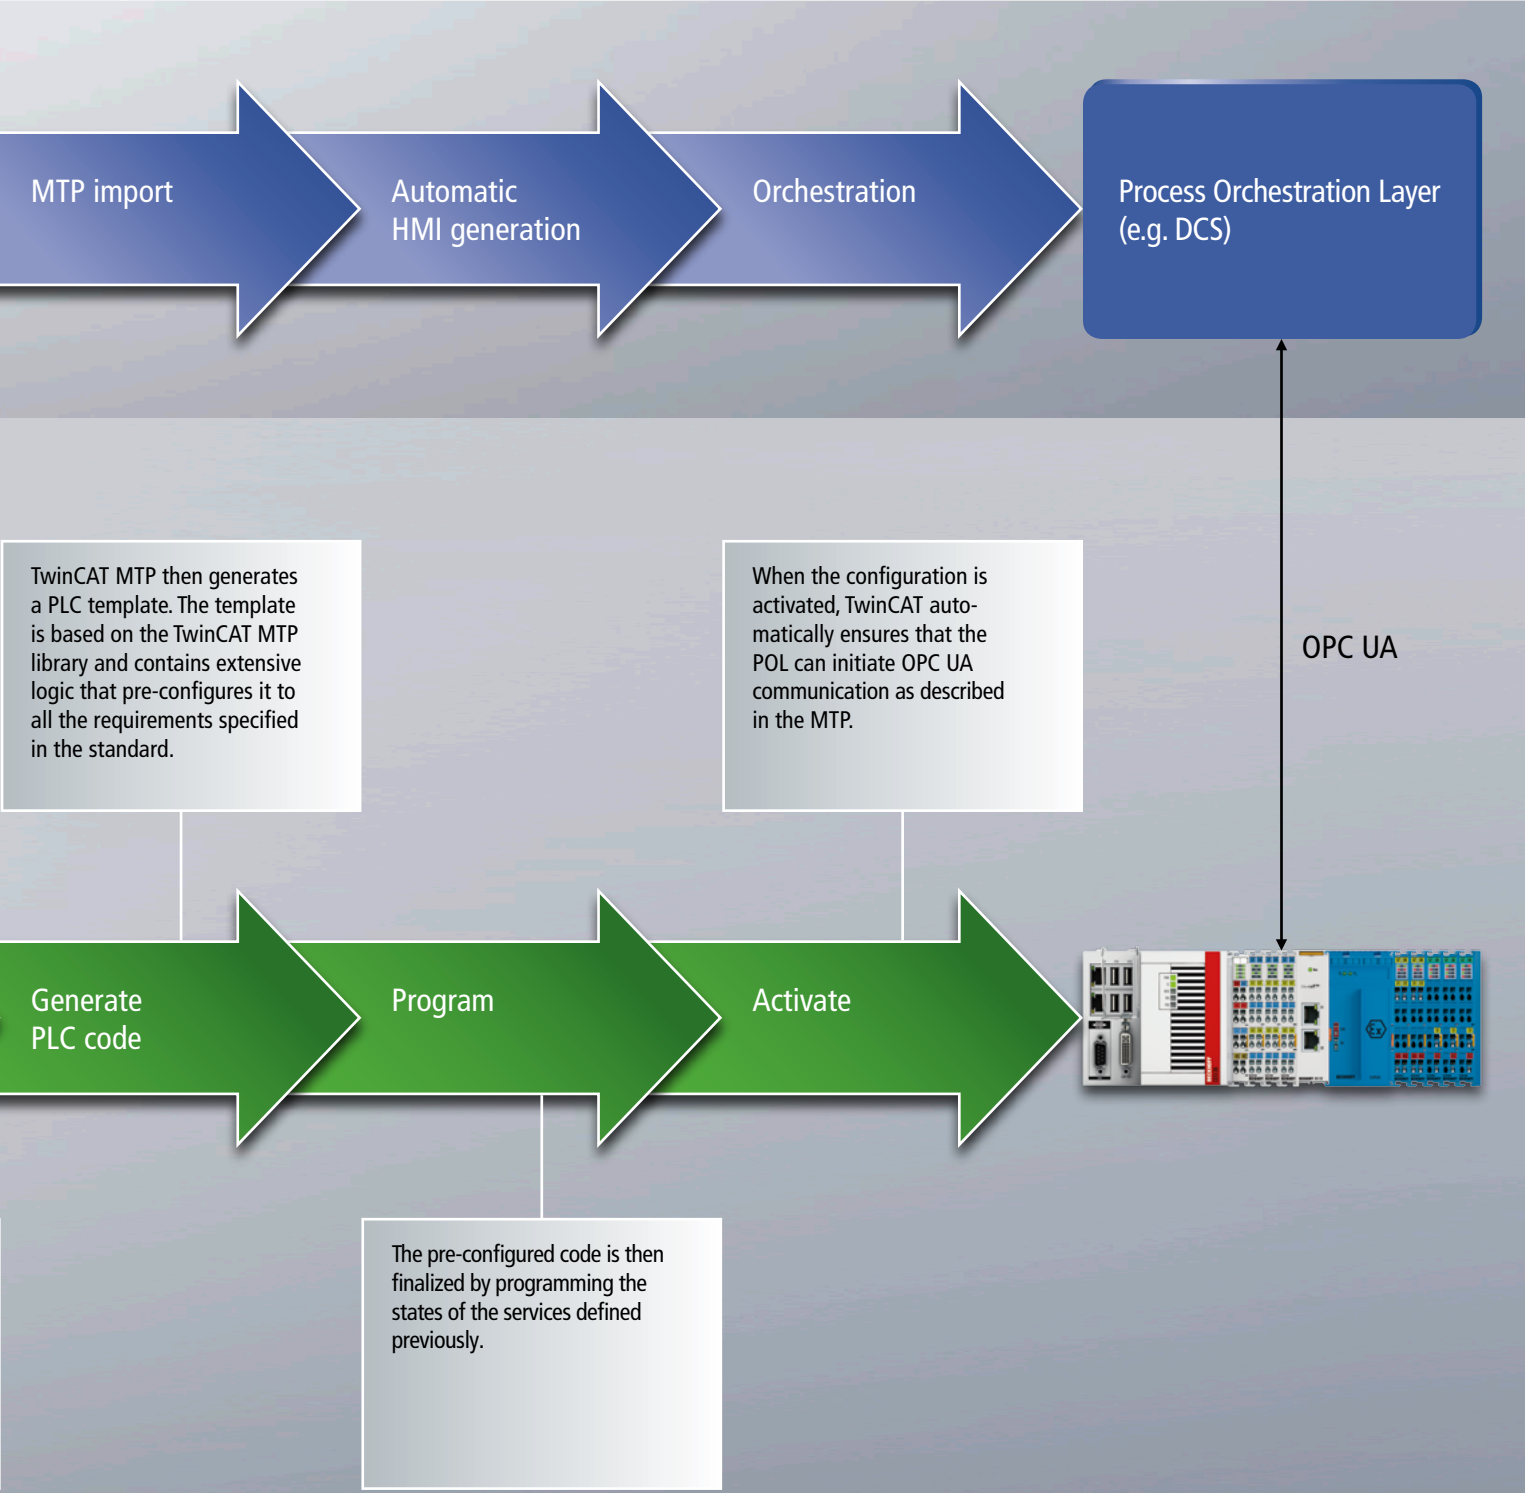 MTP import
Automatic
HMI generation
Orchestration
Process Orchestration Layer
(e.g. DCS)
TwinCAT MTP then generates
a PLC template. The template
is based on the TwinCAT MTP
library and contains extensive
logic that pre-configures it to
all the requirements specified
in the standard.
When the configuration is
activated, TwinCAT auto-
matically ensures that the
POL can initiate OPC UA
communication as described
in the MTP.
OPC UA
Generate
PLC code
Program
Activate
The pre-configured code is then
finalized by programming the
states of the services defined
previously.